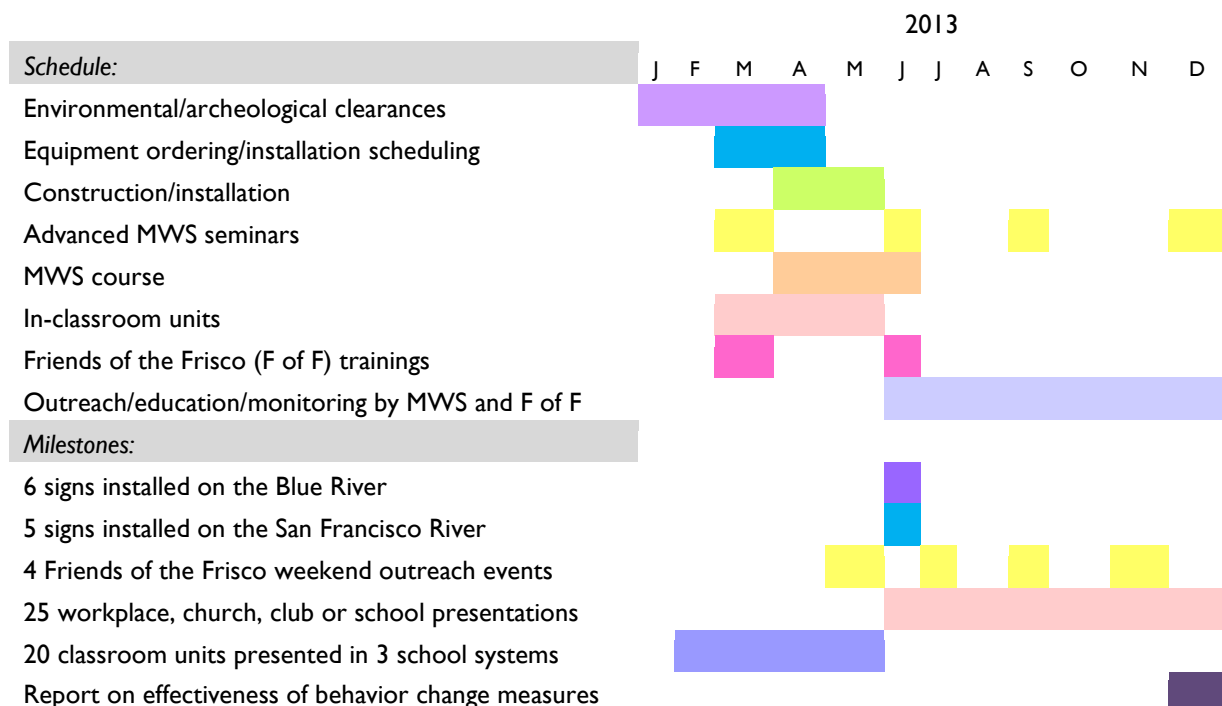 2013
Schedule: J F M A M J J A S O N D
Environmental/archeological clearances
Equipment ordering/installation scheduling
Construction/installation
Advanced MWS seminars
MWS course
In-classroom units
Friends of the Frisco (F of F) trainings
Outreach/education/monitoring by MWS and F of F
Milestones:
6 signs installed on the Blue River
5 signs installed on the San Francisco River
4 Friends of the Frisco weekend outreach events
25 workplace, church, club or school presentations
20 classroom units presented in 3 school systems
Report on effectiveness of behavior change measures